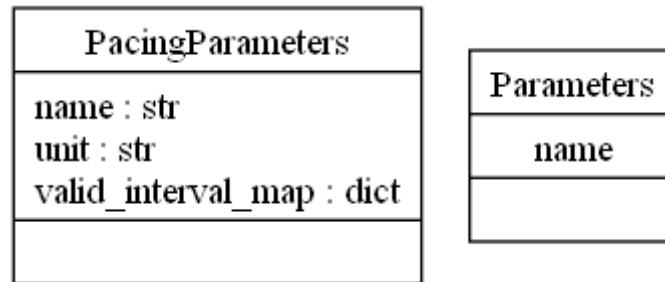 PacingParameters
name : str
unit : str
valid_interval_map : dict
Parameters
name